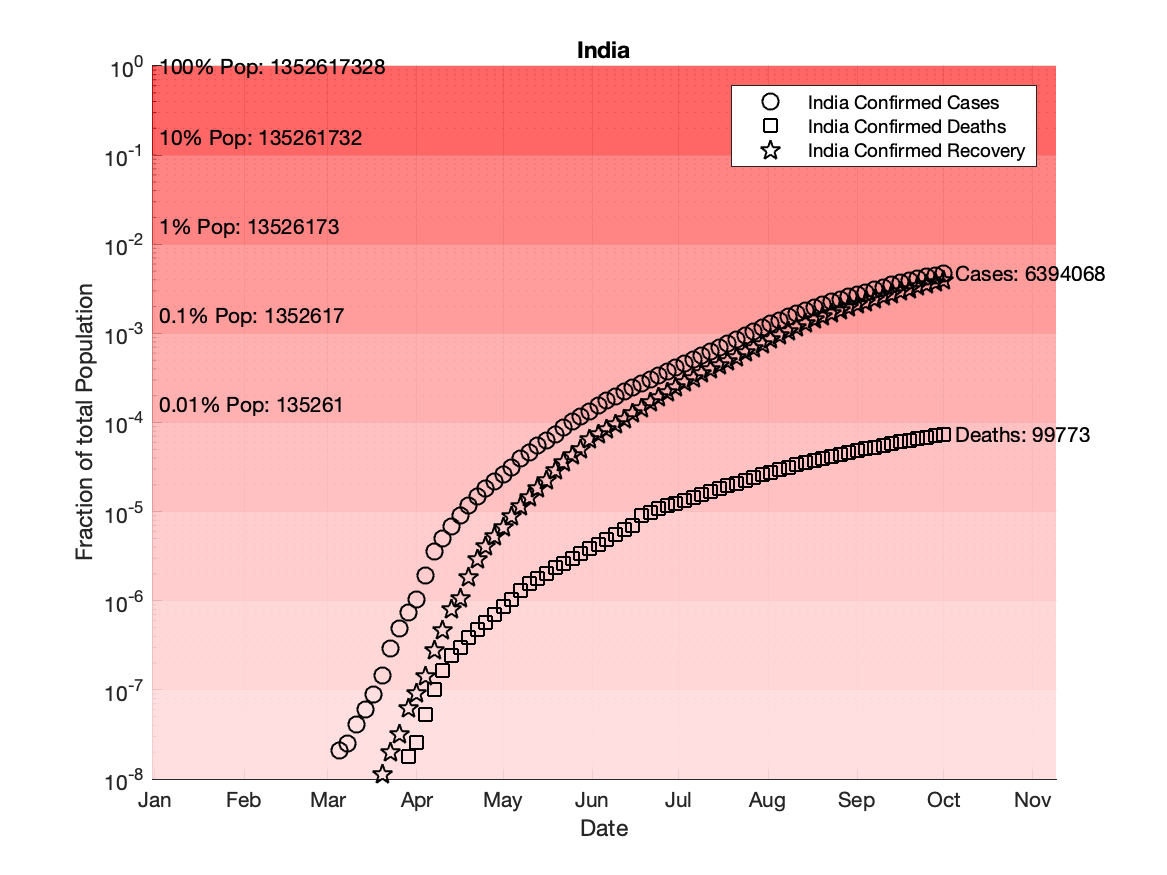 India
10^0
100% Pop: 1352617328
India Confirmed Cases
India Confirmed Deaths
India Confirmed Recovery
10% Pop: 135261732
10^-1
1% Pop: 13526173
10^-2
Cases: 6394068
0.1% Pop: 1352617
10^-3
0.01% Pop: 135261
10^-4
Deaths: 99773
10^-5
10^-6
10^-7
10^-8
Fraction of total Population
Jan Feb Mar Apr May Jun Jul Aug Sep Oct Nov
Date